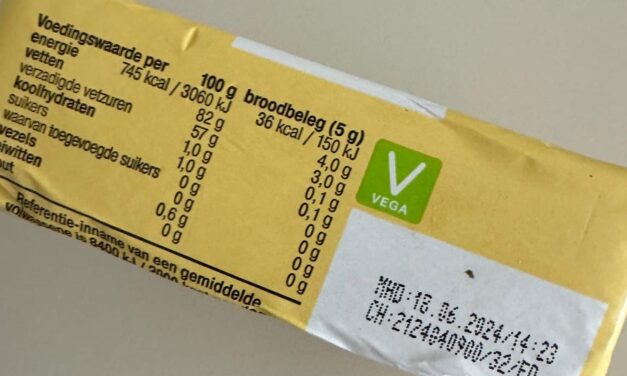 Voedingswaarde per 100 g broodbeleg (5 g)
energie 745 kcal / 3060 kJ 36 kcal / 150 kJ
vetten 82 g 4,0 g
verzadigde vetzuren 57 g 3,0 g
koolhydraten 1,0 g 0,1 g
suikers 1,0 g 0,1 g
waarvan toegevoegde suikers 0 g 0 g
vezels 0 g 0 g
eiwitten 0,6 g 0 g
out 0 g 0 g
Referentie-inname van een gemiddelde
volwassene is 8400 kJ / 2000
V
VEGA
MHD:18.06.2024/14:23
CH:2124040900/32/ED